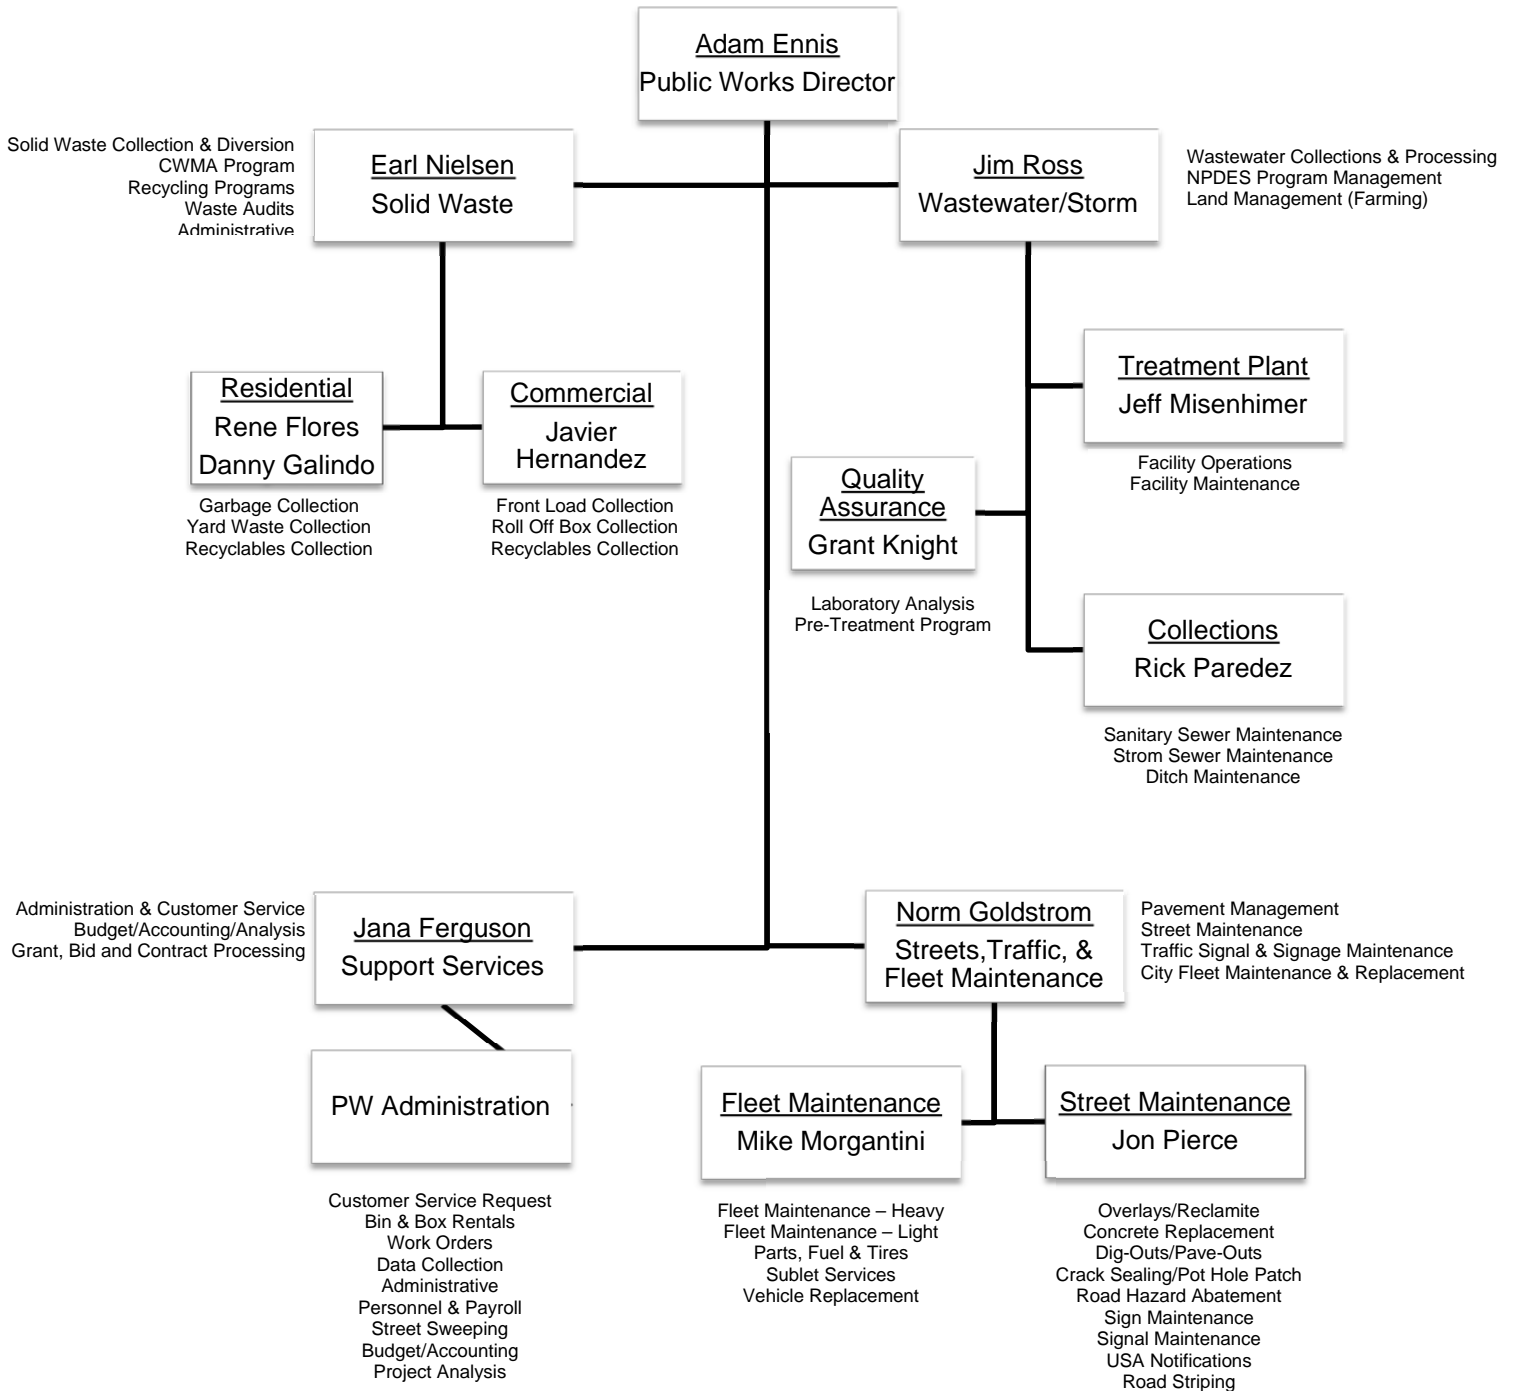 Adam Ennis
Public Works Director
Solid Waste Collection & Diversion
CWMA Program
Recycling Programs
Waste Audits
Administrative
Earl Nielsen
Solid Waste
Jim Ross
Wastewater/Storm
Wastewater Collections & Processing
NPDES Program Management
Land Management (Farming)
Residential
Rene Flores
Danny Galindo
Garbage Collection
Yard Waste Collection
Recyclables Collection
Commercial
Javier
Hernandez
Front Load Collection
Roll Off Box Collection
Recyclables Collection
Treatment Plant
Jeff Misenhimer
Facility Operations
Facility Maintenance
Quality
Assurance
Grant Knight
Laboratory Analysis
Pre-Treatment Program
Collections
Rick Paredez
Sanitary Sewer Maintenance
Strom Sewer Maintenance
Ditch Maintenance
Administration & Customer Service
Budget/Accounting/Analysis
Grant, Bid and Contract Processing
Jana Ferguson
Support Services
Norm Goldstrom
Streets,Traffic, &
Fleet Maintenance
Pavement Management
Street Maintenance
Traffic Signal & Signage Maintenance
City Fleet Maintenance & Replacement
PW Administration
Customer Service Request
Bin & Box Rentals
Work Orders
Data Collection
Administrative
Personnel & Payroll
Street Sweeping
Budget/Accounting
Project Analysis
Fleet Maintenance
Mike Morgantini
Fleet Maintenance – Heavy
Fleet Maintenance – Light
Parts, Fuel & Tires
Sublet Services
Vehicle Replacement
Street Maintenance
Jon Pierce
Overlays/Reclamite
Concrete Replacement
Dig-Outs/Pave-Outs
Crack Sealing/Pot Hole Patch
Road Hazard Abatement
Sign Maintenance
Signal Maintenance
USA Notifications
Road Striping